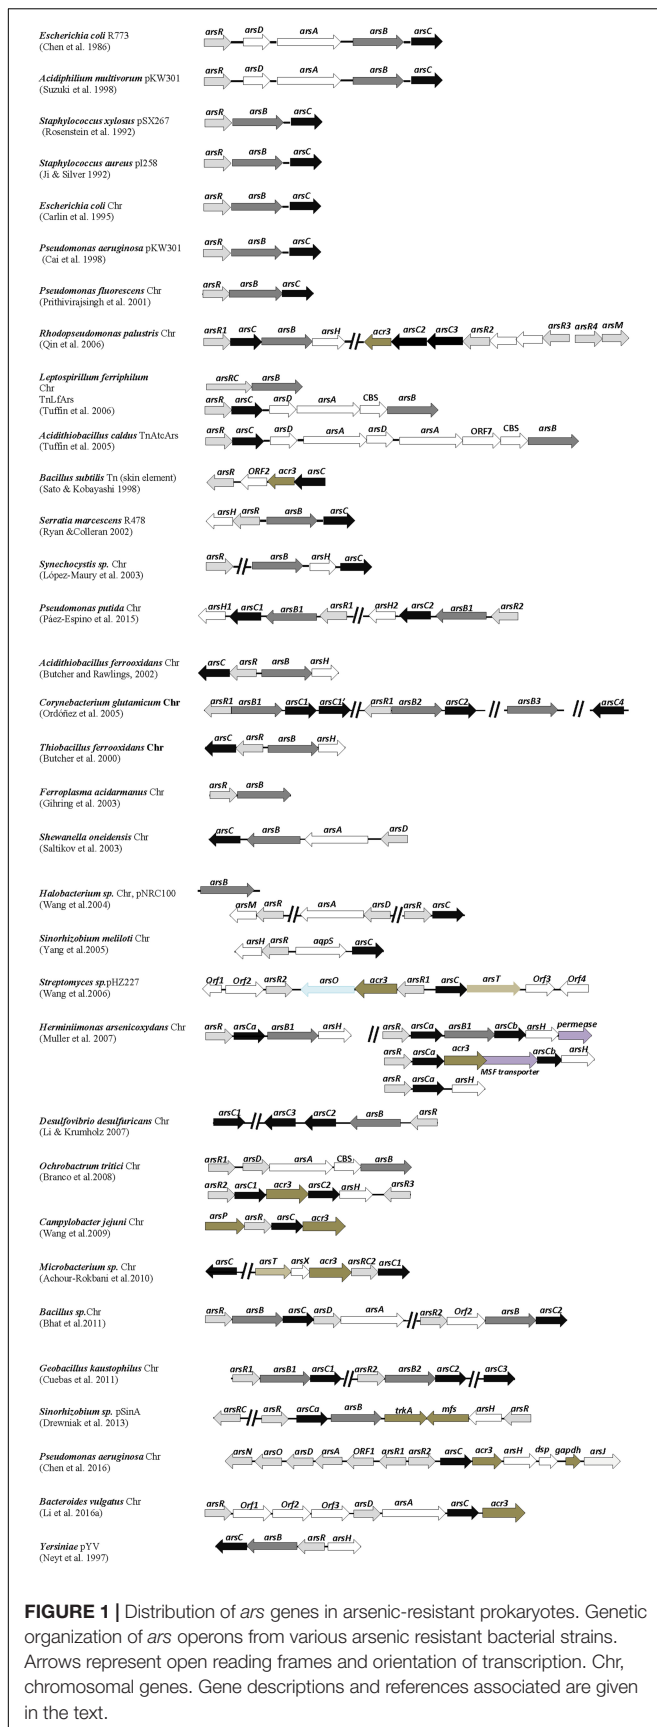 arsR arsD arsA arsB arsC
Escherichia coli R773
(Chen et al. 1986)
arsR arsD arsA arsB arsC
Acidiphilium multivorum pKW301
(Suzuki et al. 1998)
arsR arsB arsC
Staphylococcus xylosus pSX267
(Rosenstein et al. 1992)
arsR arsB arsC
Staphylococcus aureus pI258
(Ji & Silver 1992)
arsR arsB arsC
Escherichia coli Chr
(Carlin et al. 1995)
arsR arsB arsC
Pseudomonas aeruginosa pKW301
(Cai et al. 1998)
arsR arsB arsC
Pseudomonas fluorescens Chr
(Prithivirajsingh et al. 2001)
arsR1 arsC arsB arsH acr3 arsC2 arsC3 arsR2 arsR3 arsR4 arsM
Rhodopseudomonas palustris Chr
(Qin et al. 2006)
Leptospirillum ferriphilum
arsRC arsB
Chr
TnLfArs
arsR arsC arsD arsA CBS arsB
(Tuffin et al. 2006)
arsR arsC arsD arsA arsD arsA ORF7 CBS arsB
Acidithiobacillus caldus TnAtcArs
(Tuffin et al. 2005)
arsR ORF2 acr3 arsC
Bacillus subtilis Tn (skin element)
(Sato & Kobayashi 1998)
arsH arsR arsB arsC
Serratia marcescens R478
(Ryan &Colleran 2002)
arsR arsB arsH arsC
Synechocystis sp. Chr
(López-Maury et al. 2003)
arsH1 arsC1 arsB1 arsR1 arsH2 arsC2 arsB1 arsR2
Pseudomonas putida Chr
(Páez-Espino et al. 2015)
arsC arsR arsB arsH
Acidithiobacillus ferrooxidans Chr
(Butcher and Rawlings, 2002)
arsR1 arsB1 arsC1 arsC1' arsR1 arsB2 arsC2 arsB3 arsC4
Corynebacterium glutamicum Chr
(Ordóñez et al. 2005)
arsC arsR arsB arsH
Thiobacillus ferrooxidans Chr
(Butcher et al. 2000)
arsR arsB
Ferroplasma acidarmanus Chr
(Gihring et al. 2003)
arsC arsB arsA arsD
Shewanella oneidensis Chr
(Saltikov et al. 2003)
arsB
Halobacterium sp. Chr, pNRC100
(Wang et al.2004)
arsM arsR arsA arsD arsR arsC
arsH arsR aqpS arsC
Sinorhizobium meliloti Chr
(Yang et al.2005)
Orf1 Orf2 arsR2 arsO acr3 arsR1 arsC arsT Orf3 Orf4
Streptomyces sp.pHZ227
(Wang et al.2006)
arsR arsCa arsB1 arsH arsR arsCa arsB1 arsCb arsH permease
Herminiimonas arsenicoxydans Chr
(Muller et al. 2007)
arsR arsCa acr3 arsCb arsH
MSF transporter
arsR arsCa arsH
arsC1 arsC3 arsC2 arsB arsR
Desulfovibrio desulfuricans Chr
(Li & Krumholz 2007)
arsR1 arsD arsA CBS arsB
Ochrobactrum tritici Chr
(Branco et al.2008)
arsR2 arsC1 acr3 arsC2 arsH arsR3
arsP arsR arsC acr3
Campylobacter jejuni Chr
(Wang et al.2009)
arsC arsT arsX acr3 arsRC2 arsC1
Microbacterium sp. Chr
(Achour-Rokbani et al.2010)
arsR arsB arsC arsD arsA arsR2 Orf2 arsB arsC2
Bacillus sp.Chr
(Bhat et al.2011)
arsR1 arsB1 arsC1 arsR2 arsB2 arsC2 arsC3
Geobacillus kaustophilus Chr
(Cuebas et al. 2011)
arsRC arsR arsCa arsB trkA mfs arsH arsR
Sinorhizobium sp. pSinA
(Drewniak et al. 2013)
arsN arsO arsD arsA ORF1 arsR1 arsR2 arsC acr3 arsH dsp gapdh arsJ
Pseudomonas aeruginosa Chr
(Chen et al. 2016)
arsR Orf1 Orf2 Orf3 arsD arsA arsC acr3
Bacteroides vulgatus Chr
(Li et al. 2016a)
arsC arsB arsR arsH
Yersiniae pYV
(Neyt et al. 1997)
FIGURE 1 | Distribution of ars genes in arsenic-resistant prokaryotes. Genetic
organization of ars operons from various arsenic resistant bacterial strains.
Arrows represent open reading frames and orientation of transcription. Chr,
chromosomal genes. Gene descriptions and references associated are given
in the text.